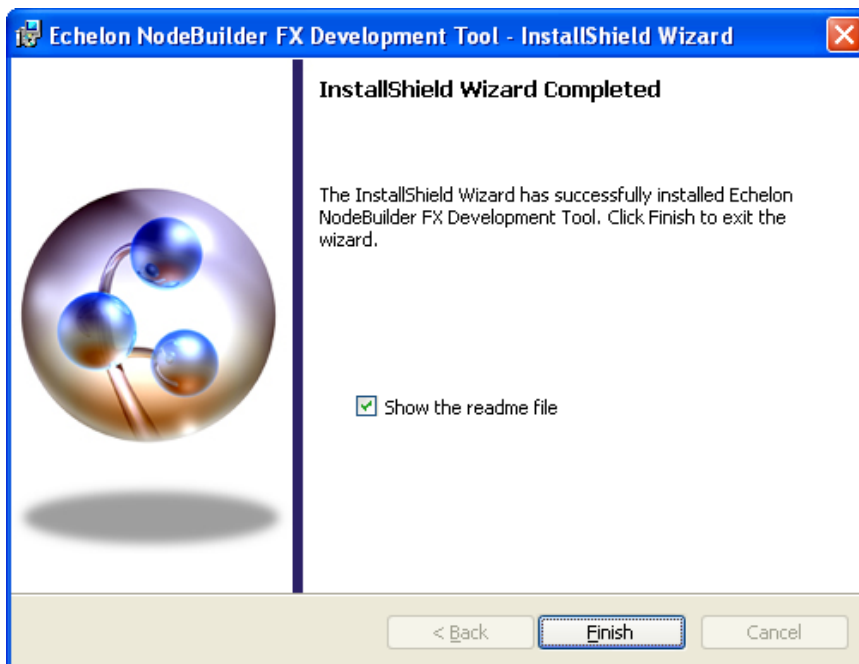 Echelon NodeBuilder FX Development Tool - InstallShield Wizard
InstallShield Wizard Completed
The InstallShield Wizard has successfully installed Echelon
NodeBuilder FX Development Tool. Click Finish to exit the
wizard.
Show the readme file
< Back
Finish
Cancel